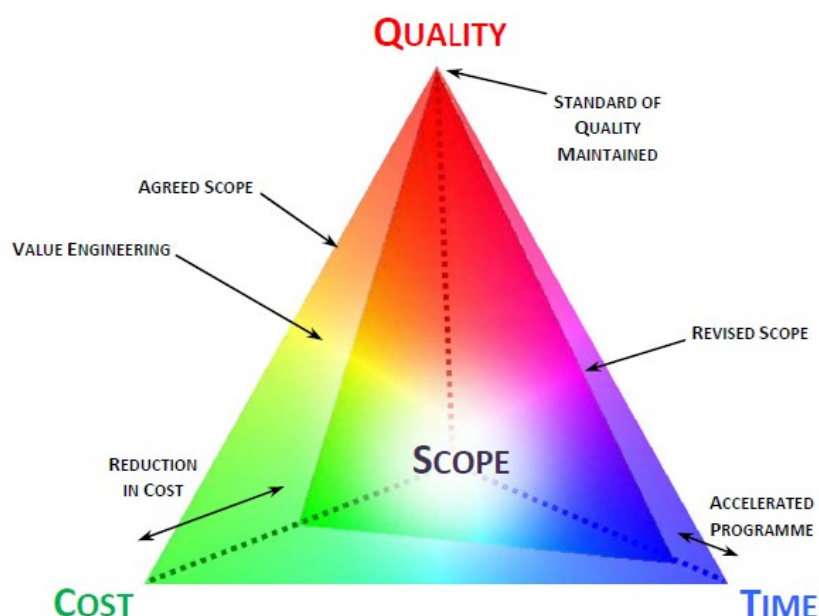 QUALITY
STANDARD OF
QUALITY
MAINTAINED
AGREED SCOPE
VALUE ENGINEERING
REVISED SCOPE
SCOPE
REDUCTION
IN COST
ACCELERATED
PROGRAMME
COST
TIME